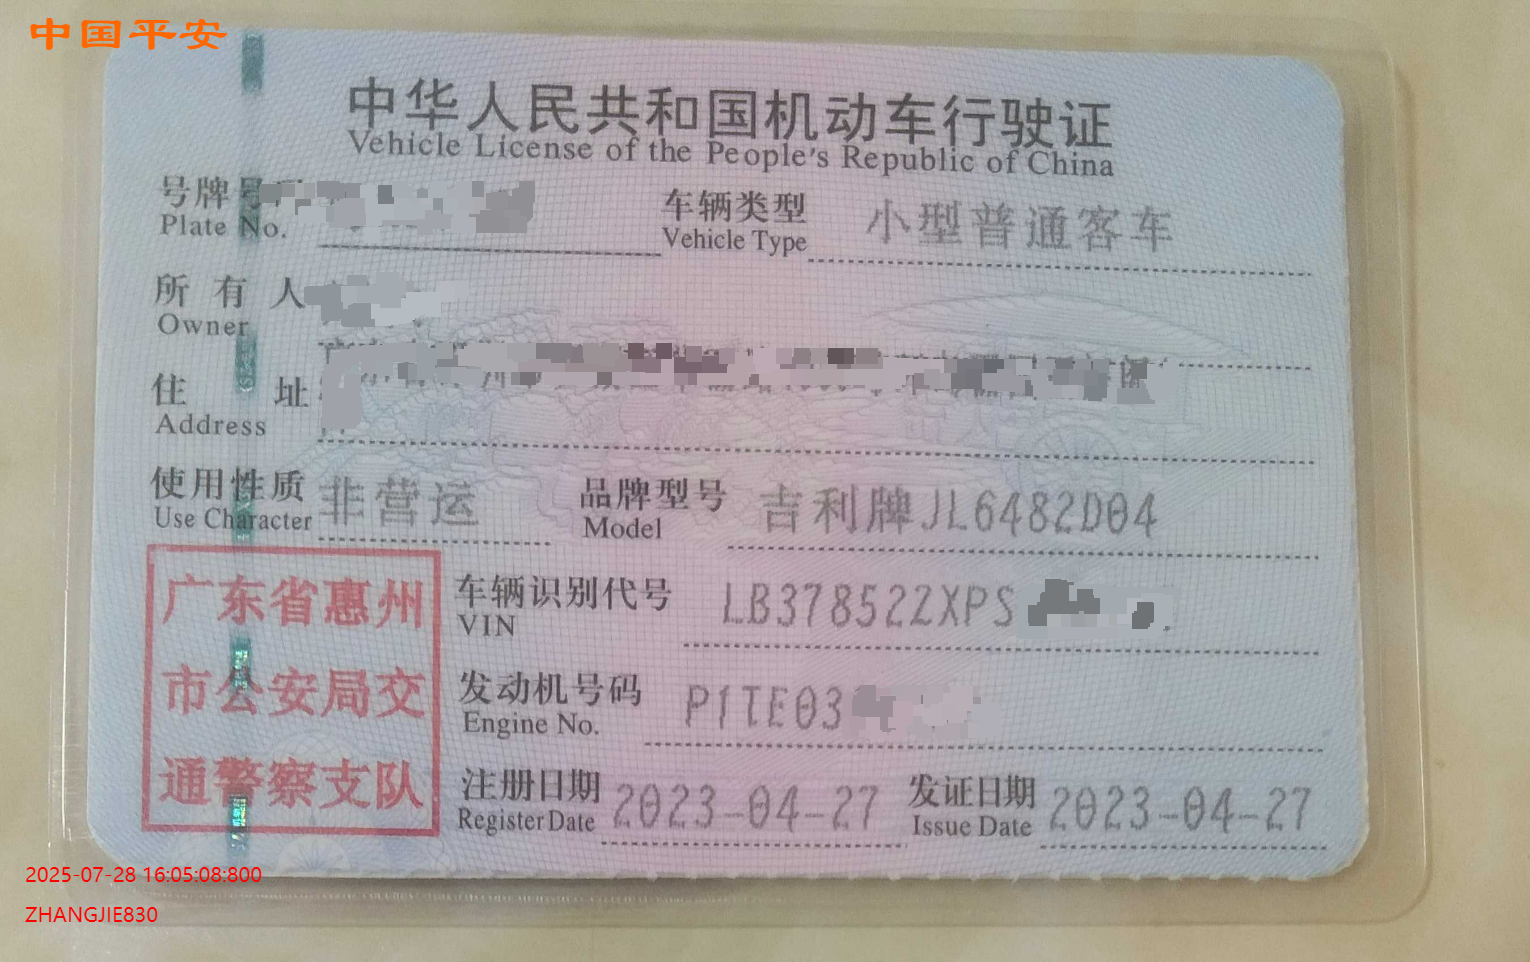 中国平安
中华人民共和国机动车行驶证
Vehicle License of the People's Republic of China
号牌号码 车辆类型 小型普通客车
Plate No. Vehicle Type
所有人
Owner
住址
Address
使用性质 非营运 品牌型号 吉利牌JL6482D04
Use Character Model
广东省惠州
市公安局交
通警察支队
车辆识别代号 LB37852ZXPS
VIN
发动机号码 P1TE03
Engine No.
注册日期 2023-04-27 发证日期 2023-04-27
Register Date Issue Date
2025-07-28 16:05:08:800
ZHANGJIE830